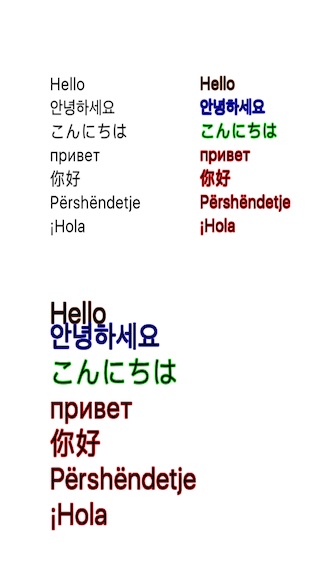 Hello
안녕하세요
こんにちは
привет
你好
Përshëndetje
¡Hola
Hello
안녕하세요
こんにちは
привет
你好
Përshëndetje
¡Hola
Hello
안녕하세요
こんにちは
привет
你好
Përshëndetje
¡Hola